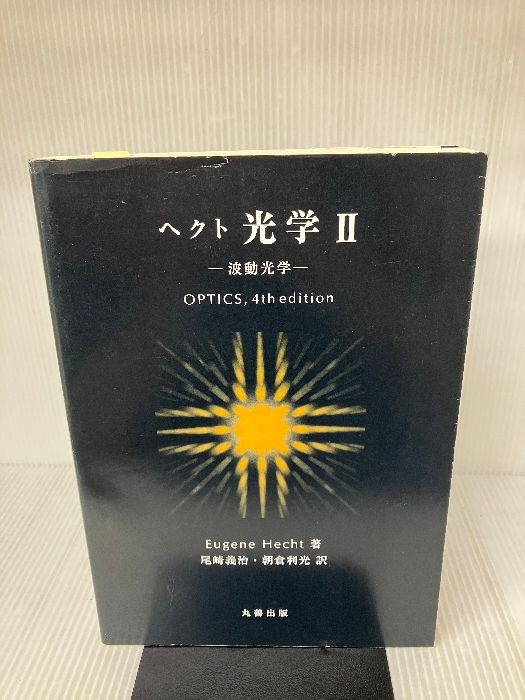 ヘクト 光学 II
—波動光学—
OPTICS, 4th edition
Eugene Hecht 著
尾崎義治・朝倉利光 訳
丸善出版